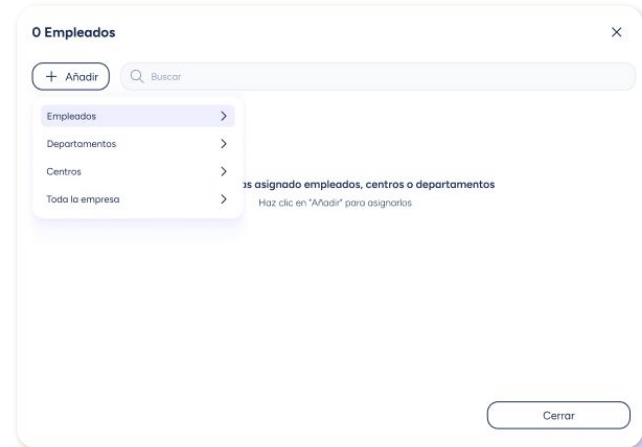 0 Empleados
+ Añadir
Buscar
Empleados
Departamentos
Centros
Toda la empresa
asignado empleados, centros o departamentos
Haz clic en "Añadir" para asignarlos
Cerrar